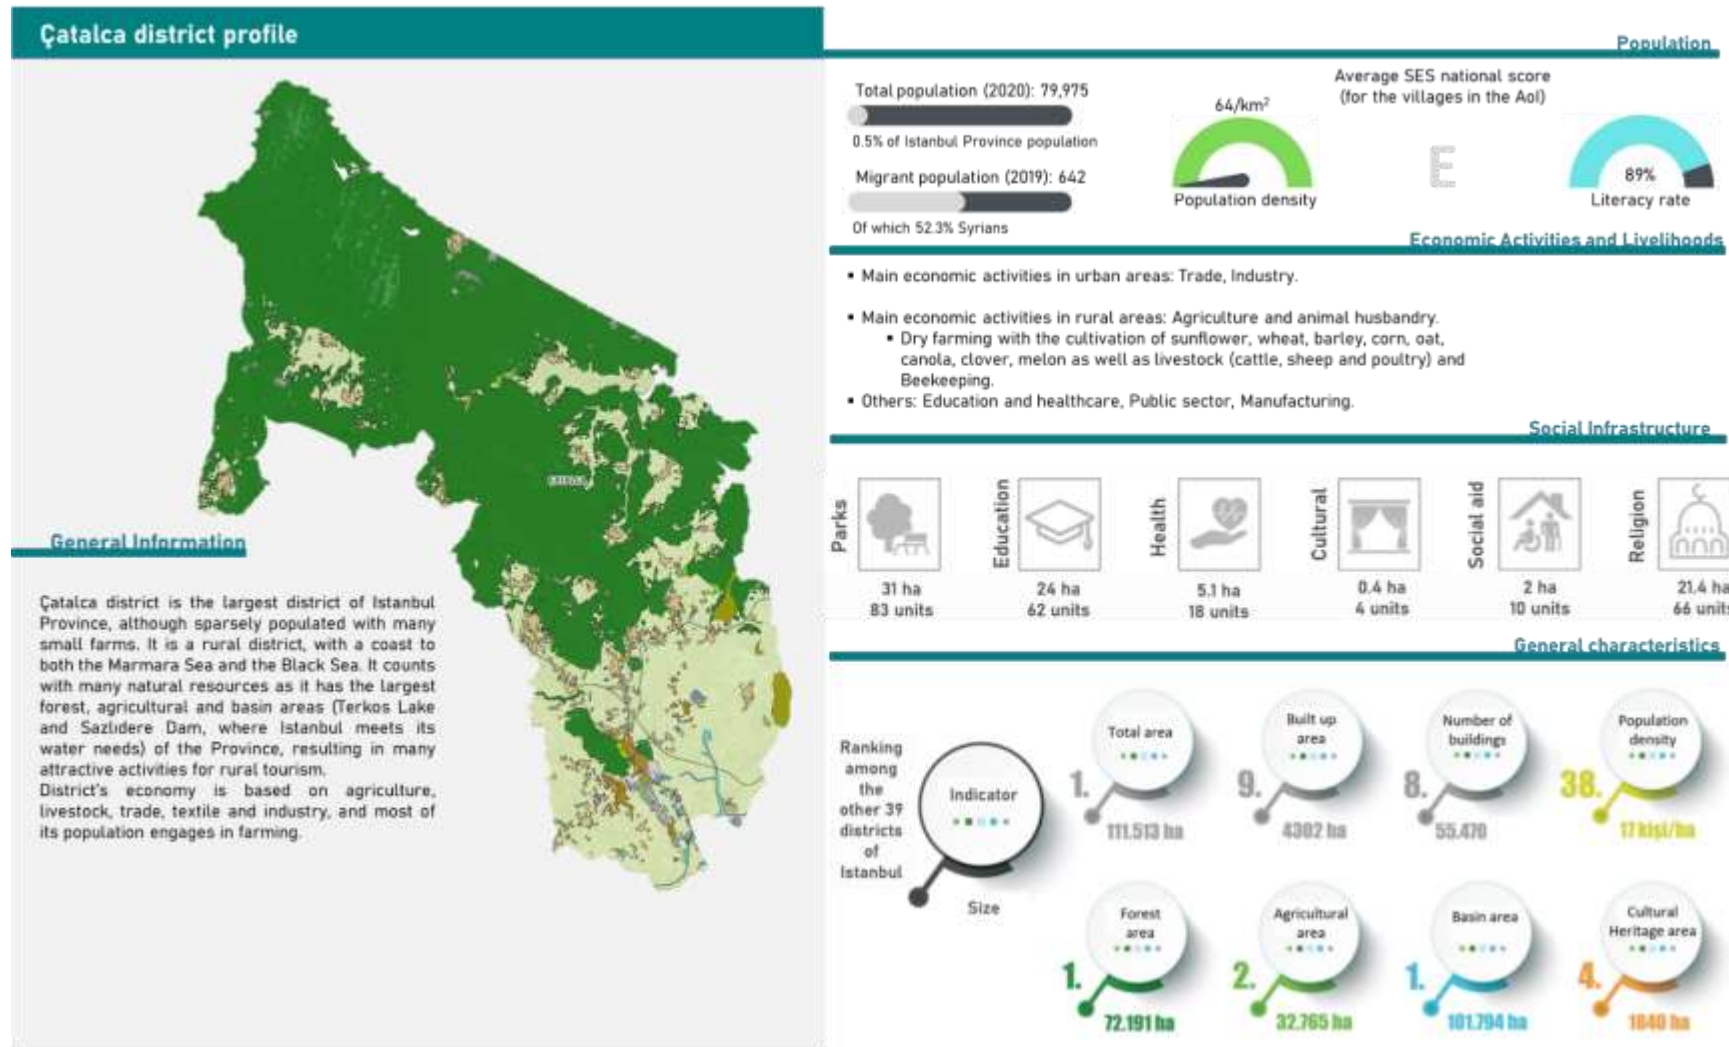 Çatalca district profile
General Information
Çatalca district is the largest district of Istanbul
Province, although sparsely populated with many
small farms. It is a rural district, with a coast to
both the Marmara Sea and the Black Sea. It counts
with many natural resources as it has the largest
forest, agricultural and basin areas (Terkos Lake
and Sazlıdere Dam, where Istanbul meets its
water needs) of the Province, resulting in many
attractive activities for rural tourism.
District's economy is based on agriculture,
livestock, trade, textile and industry, and most of
its population engages in farming.
Population
Total population (2020): 79,975
0.5% of Istanbul Province population
Migrant population (2019): 642
Of which 52.3% Syrians
64/km²
Population density
Average SES national score
(for the villages in the AoI)
E
89%
Literacy rate
Economic Activities and Livelihoods
▪ Main economic activities in urban areas: Trade, Industry.
▪ Main economic activities in rural areas: Agriculture and animal husbandry.
▪ Dry farming with the cultivation of sunflower, wheat, barley, corn, oat,
canola, clover, melon as well as livestock (cattle, sheep and poultry) and
Beekeeping.
▪ Others: Education and healthcare, Public sector, Manufacturing.
Social Infrastructure
Parks
31 ha
83 units
Education
24 ha
62 units
Health
5.1 ha
18 units
Cultural
0.4 ha
4 units
Social aid
2 ha
10 units
Religion
21.4 ha
66 units
General characteristics
Ranking
among
the
other 39
districts
of
Istanbul
Indicator
Size
Total area
1.
111.513 ha
Built up
area
9.
4302 ha
Number of
buildings
8.
55.470
Population
density
38.
17 kişi/ha
Forest
area
1.
72.191 ha
Agricultural
area
2.
32.765 ha
Basin area
1.
101.794 ha
Cultural
Heritage area
4.
1840 ha